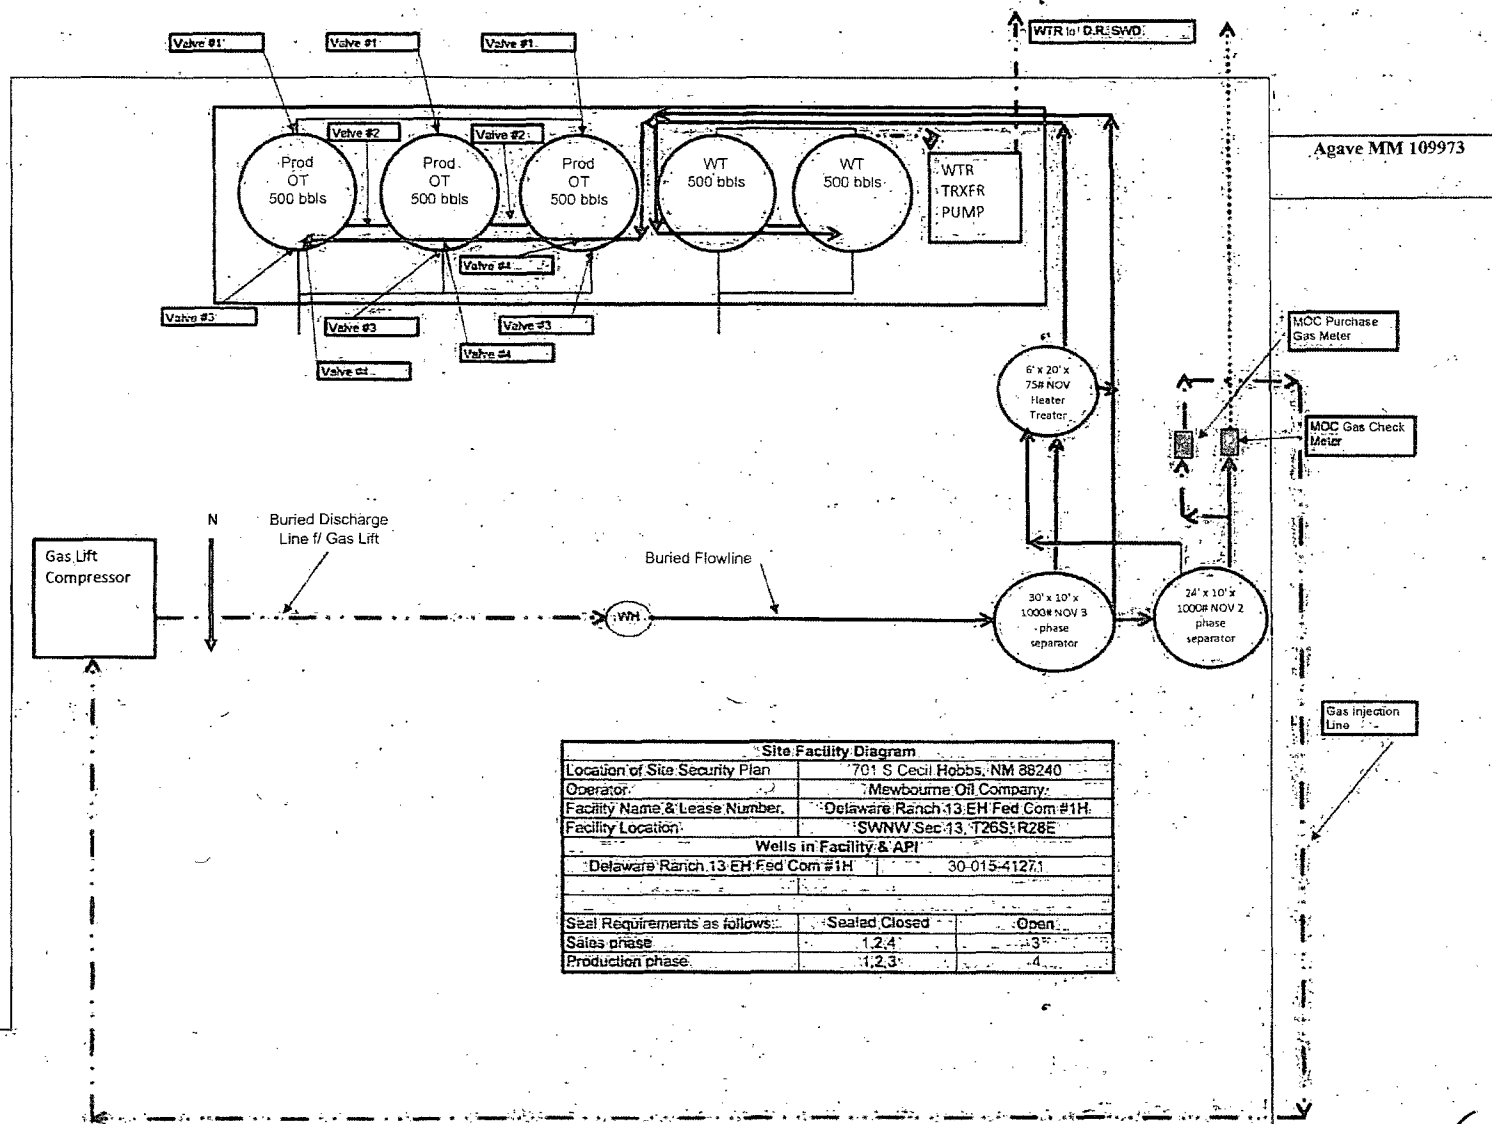 WTR to D.R. SWD
Valve #1
Valve #1
Valve #1
Valve #2
Valve #2
Agave MM 109973
Prod
OT
500 bbls
Prod
OT
500 bbls
Prod
OT
500 bbls
WT
500 bbls
WT
500 bbls
WTR
TRXFR
PUMP
Valve #4
Valve #3
Valve #3
Valve #3
Valve #4
Valve #4
MOC Purchase
Gas Meter
6' x 20' x
75# NOV
Heater
Treater
MOC Gas Check
Meter
N
Buried Discharge
Line f/ Gas Lift
Gas Lift
Compressor
Buried Flowline
WH
30' x 10' x
1000# NOV 3
phase
separator
24' x 10' x
1000# NOV 2
phase
separator
Gas Injection
Line
Site Facility Diagram
Location of Site Security Plan 701 S Cecil Hobbs, NM 88240
Operator Mewbourne Oil Company
Facility Name & Lease Number Delaware Ranch 13 EH Fed Com #1H
Facility Location SWNW Sec 13, T26S, R28E
Wells in Facility & API
Delaware Ranch 13 EH Fed Com #1H 30-015-41271
Seal Requirements as follows: Sealed Closed Open
Sales phase 1,2,4 3
Production phase 1,2,3 4